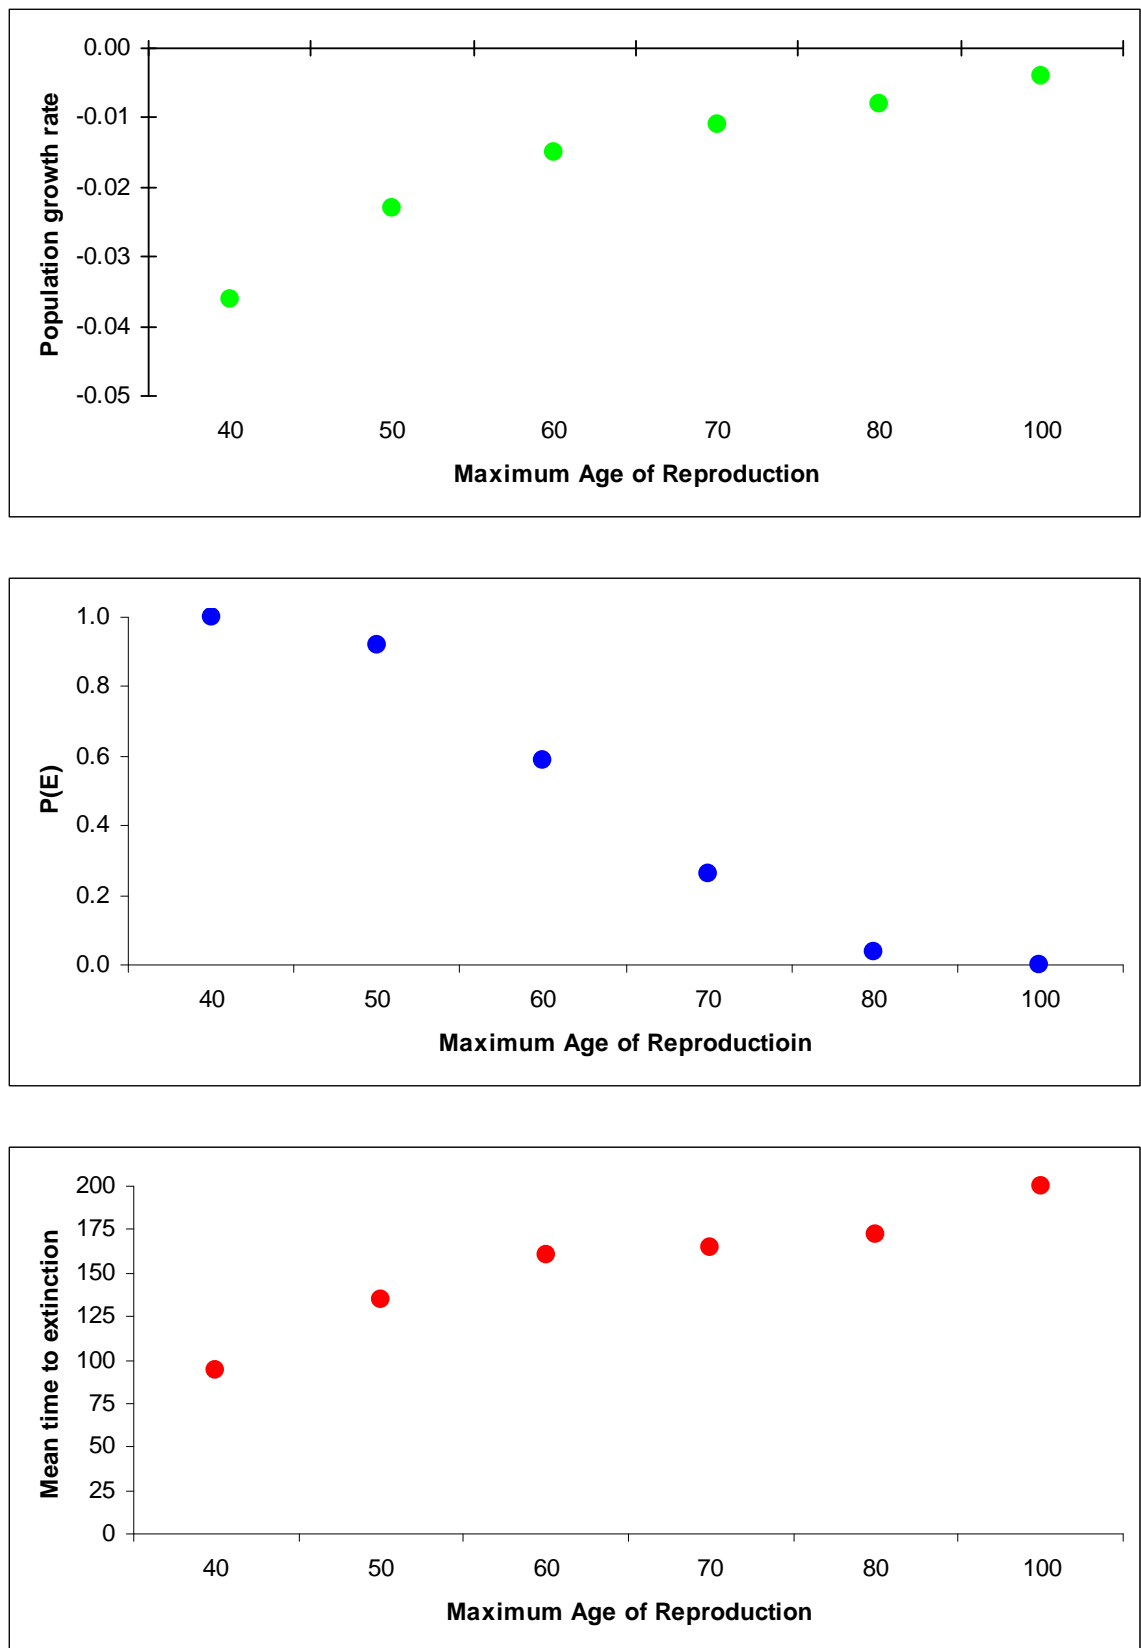 Population growth rate
0.00
-0.01
-0.02
-0.03
-0.04
-0.05
40 50 60 70 80 100
Maximum Age of Reproduction
P(E)
1.0
0.8
0.6
0.4
0.2
0.0
40 50 60 70 80 100
Maximum Age of Reproductioin
Mean time to extinction
200
175
150
125
100
75
50
25
0
40 50 60 70 80 100
Maximum Age of Reproduction